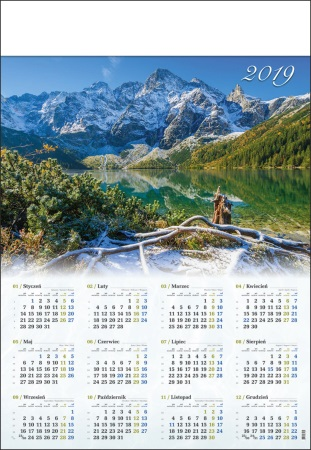 2019
01 / Styczeń
1 2 3 4 5 6
7 8 9 10 11 12 13
14 15 16 17 18 19 20
21 22 23 24 25 26 27
28 29 30 31
02 / Luty
1 2 3
4 5 6 7 8 9 10
11 12 13 14 15 16 17
18 19 20 21 22 23 24
25 26 27 28
03 / Marzec
1 2 3
4 5 6 7 8 9 10
11 12 13 14 15 16 17
18 19 20 21 22 23 24
25 26 27 28 29 30 31
04 / Kwiecień
1 2 3 4 5 6 7
8 9 10 11 12 13 14
15 16 17 18 19 20 21
22 23 24 25 26 27 28
29 30
05 / Maj
1 2 3 4 5
6 7 8 9 10 11 12
13 14 15 16 17 18 19
20 21 22 23 24 25 26
27 28 29 30 31
06 / Czerwiec
1 2
3 4 5 6 7 8 9
10 11 12 13 14 15 16
17 18 19 20 21 22 23
24 25 26 27 28 29 30
07 / Lipiec
1 2 3 4 5 6 7
8 9 10 11 12 13 14
15 16 17 18 19 20 21
22 23 24 25 26 27 28
29 30 31
08 / Sierpień
1 2 3 4
5 6 7 8 9 10 11
12 13 14 15 16 17 18
19 20 21 22 23 24 25
26 27 28 29 30 31
09 / Wrzesień
1
2 3 4 5 6 7 8
9 10 11 12 13 14 15
16 17 18 19 20 21 22
23/30 24 25 26 27 28 29
10 / Październik
1 2 3 4 5 6
7 8 9 10 11 12 13
14 15 16 17 18 19 20
21 22 23 24 25 26 27
28 29 30 31
11 / Listopad
1 2 3
4 5 6 7 8 9 10
11 12 13 14 15 16 17
18 19 20 21 22 23 24
25 26 27 28 29 30
12 / Grudzień
1
2 3 4 5 6 7 8
9 10 11 12 13 14 15
16 17 18 19 20 21 22
23/30 24/31 25 26 27 28 29